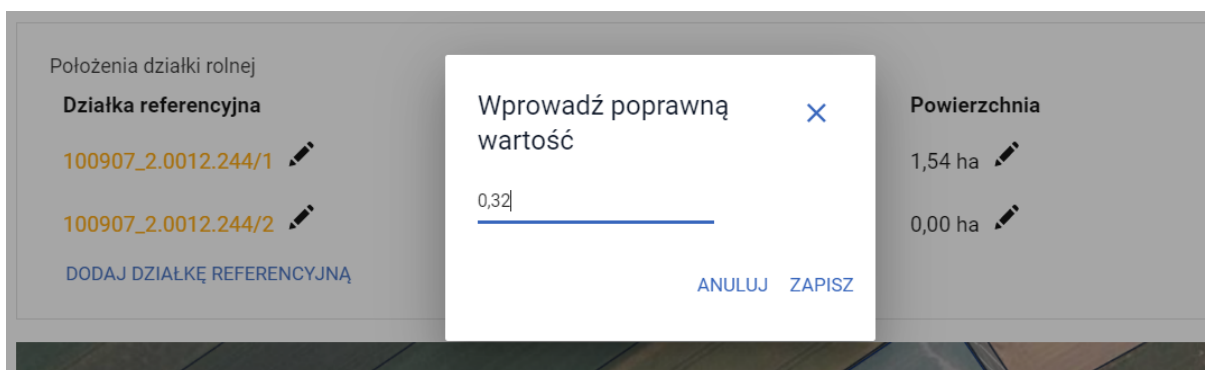 Położenia działki rolnej
Działka referencyjna
Powierzchnia
100907_2.0012.244/1
1,54 ha
100907_2.0012.244/2
0,00 ha
DODAJ DZIAŁKĘ REFERENCYJNĄ
Wprowadź poprawną
wartość
0,32
ANULUJ ZAPISZ